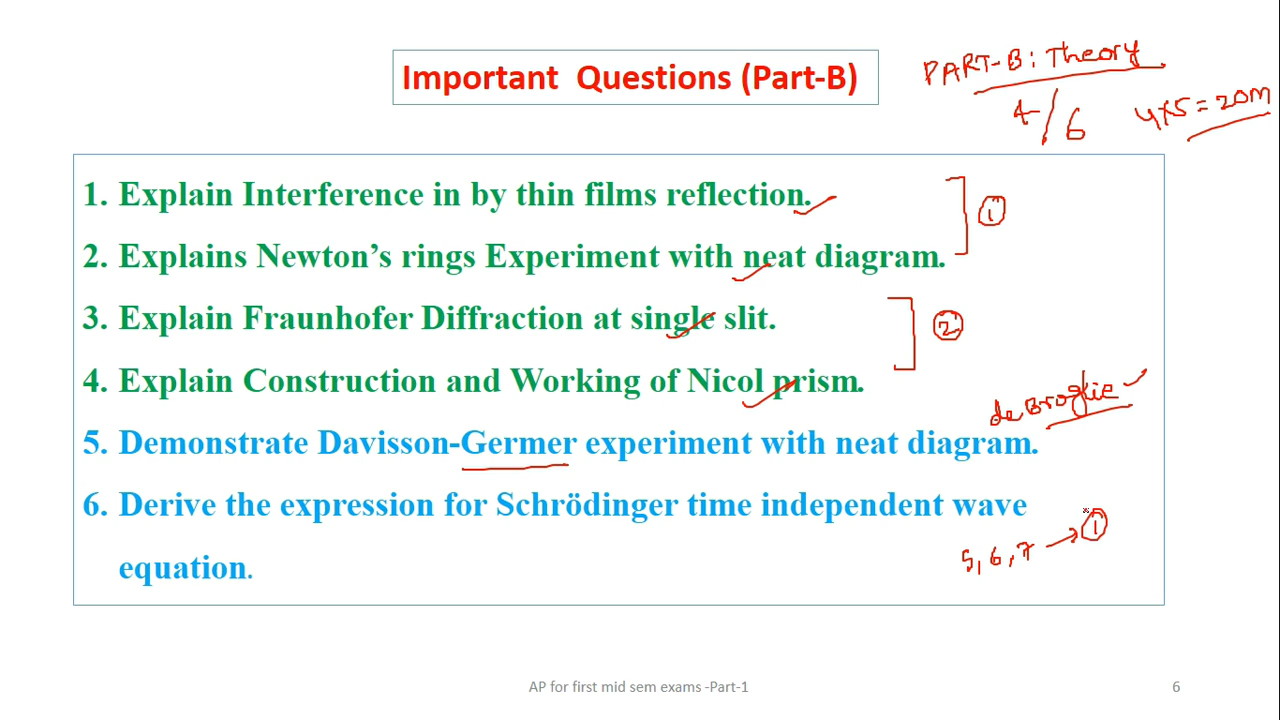 Important Questions (Part-B)
PART-B: Theory
4/6
4x5=20M
1. Explain Interference in by thin films reflection.
①
2. Explains Newton's rings Experiment with neat diagram.
3. Explain Fraunhofer Diffraction at single slit.
②
4. Explain Construction and Working of Nicol prism.
de Broglie
5. Demonstrate Davisson-Germer experiment with neat diagram.
6. Derive the expression for Schrödinger time independent wave
equation.
5, 6, 7 → ①
AP for first mid sem exams -Part-1
6